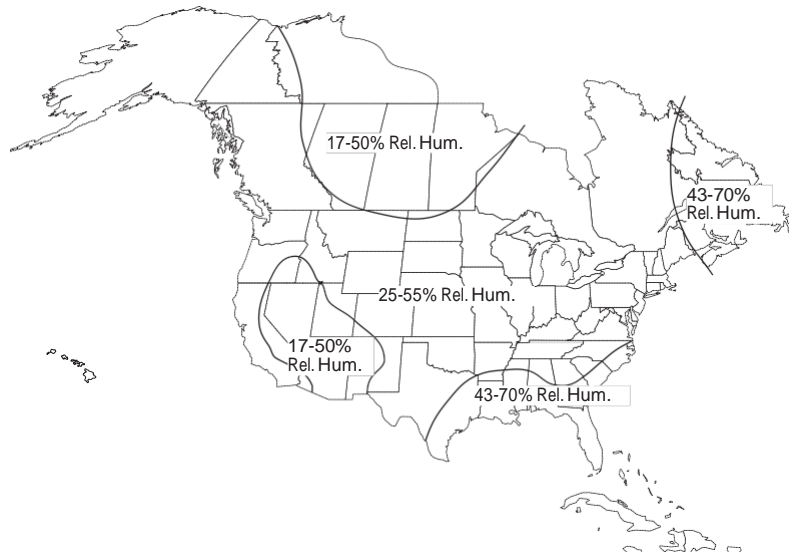 17-50% Rel. Hum.
43-70%
Rel. Hum.
25-55% Rel. Hum.
17-50%
Rel. Hum.
43-70% Rel. Hum.